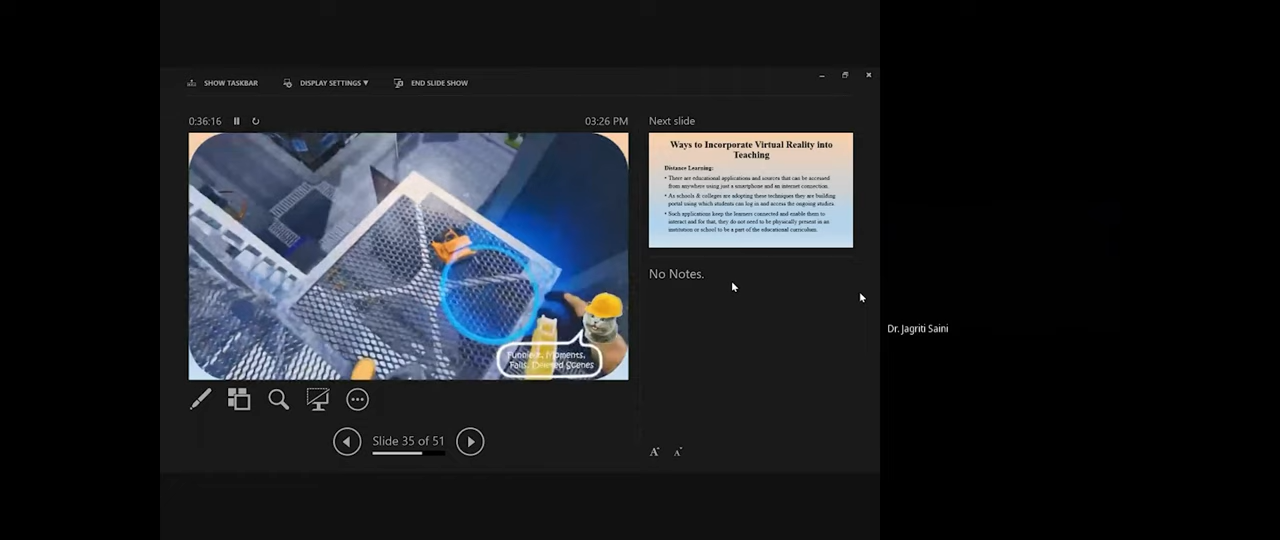 SHOW TASKBAR
DISPLAY SETTINGS ▼
END SLIDE SHOW
0:36:16
03:26 PM
Next slide
Ways to Incorporate Virtual Reality into
Teaching
Distance Learning:
• There are educational applications and sources that can be accessed
from anywhere using just a smartphone and an internet connection.
• As schools & colleges are adopting these techniques they are building
portal using which students can log in and access the ongoing studies.
• Such applications keep the learners connected and enable them to
interact and for that, they do not need to be physically present in an
institution or school to be a part of the educational curriculum.
No Notes.
Moments,
Fails, Scenes
Slide 35 of 51
A
A
Dr. Jagriti Saini